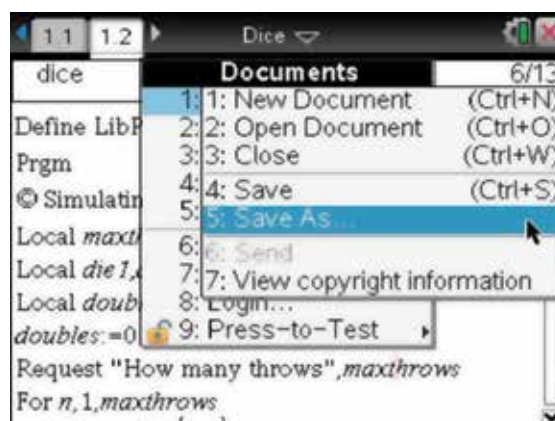 1.1 1.2 Dice
dice 6/13
Documents
1: 1: New Document (Ctrl+N)
2: 2: Open Document (Ctrl+O)
3: 3: Close (Ctrl+W)
4: 4: Save (Ctrl+S)
5: 5: Save As...
6: 6: Send
7: 7: View copyright information
8: Login...
9: Press-to-Test
Define LibP
Prgm
© Simulatin
Local maxt
Local die1,
Local doub
doubles:=0
Request "How many throws",maxthrows
For n,1,maxthrows